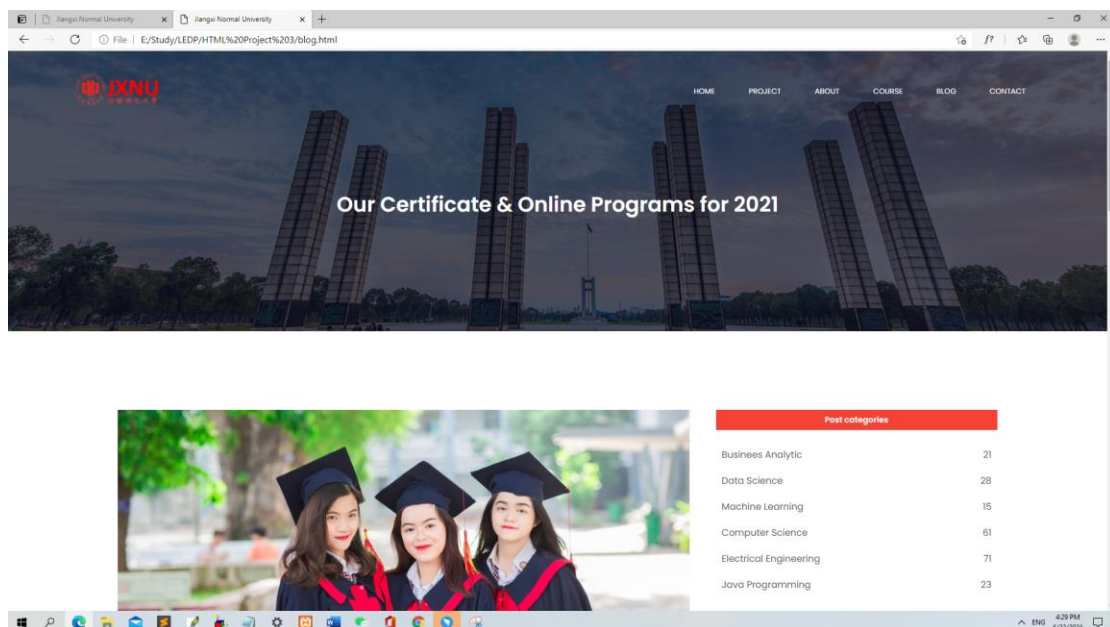 Jiangxi Normal University
Jiangxi Normal University
File
E:/Study/LEDP/HTML%20Project%203/blog.html
JXNU
HOME PROJECT ABOUT COURSE BLOG CONTACT
Our Certificate & Online Programs for 2021
Post categories
Businees Analytic 21
Data Science 28
Machine Learning 15
Computer Science 61
Electrical Engineering 71
Java Programming 23
ENG 4:29 PM